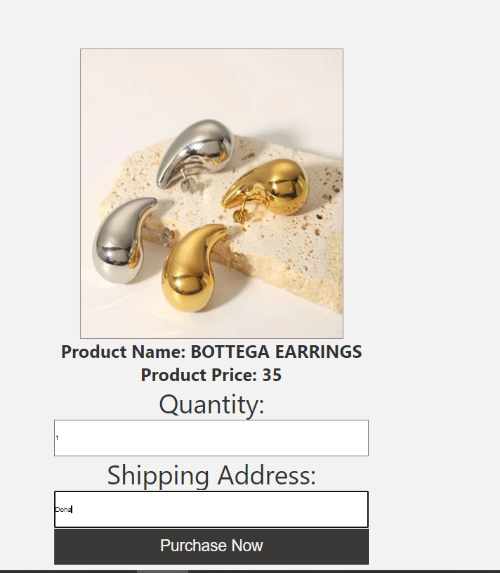 Product Name: BOTTEGA EARRINGS
Product Price: 35
Quantity:
1
Shipping Address:
Doha
Purchase Now